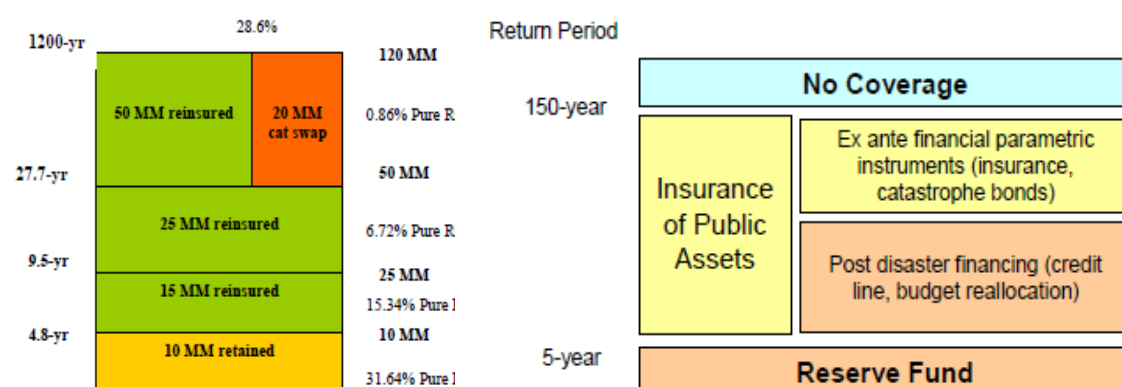 28.6%
1200-yr
120 MM
50 MM reinsured
20 MM
cat swap
0.86% Pure R
27.7-yr
50 MM
25 MM reinsured
6.72% Pure R
9.5-yr
25 MM
15 MM reinsured
15.34% Pure
4.8-yr
10 MM
10 MM retained
31.64% Pure
Return Period
No Coverage
150-year
Insurance
of Public
Assets
Ex ante financial parametric
instruments (insurance,
catastrophe bonds)
Post disaster financing (credit
line, budget reallocation)
5-year
Reserve Fund